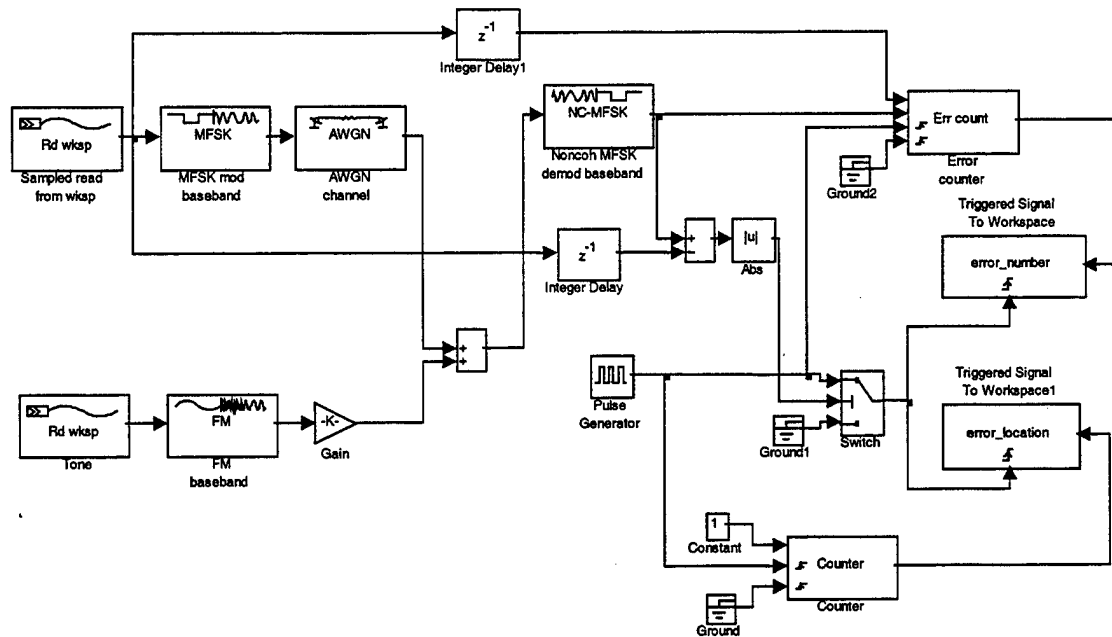 z-1
Integer Delay1
Rd wksp
Sampled read
from wksp
MFSK
MFSK mod
baseband
AWGN
AWGN
channel
NC-MFSK
Noncoh MFSK
demod baseband
Err count
Error
counter
Ground2
z-1
Integer Delay
+
−
|u|
Abs
Triggered Signal
To Workspace
error_number
+
+
Rd wksp
Tone
FM
FM
baseband
-K-
Gain
Pulse
Generator
Ground1
Switch
Triggered Signal
To Workspace1
error_location
1
Constant
Counter
Counter
Ground